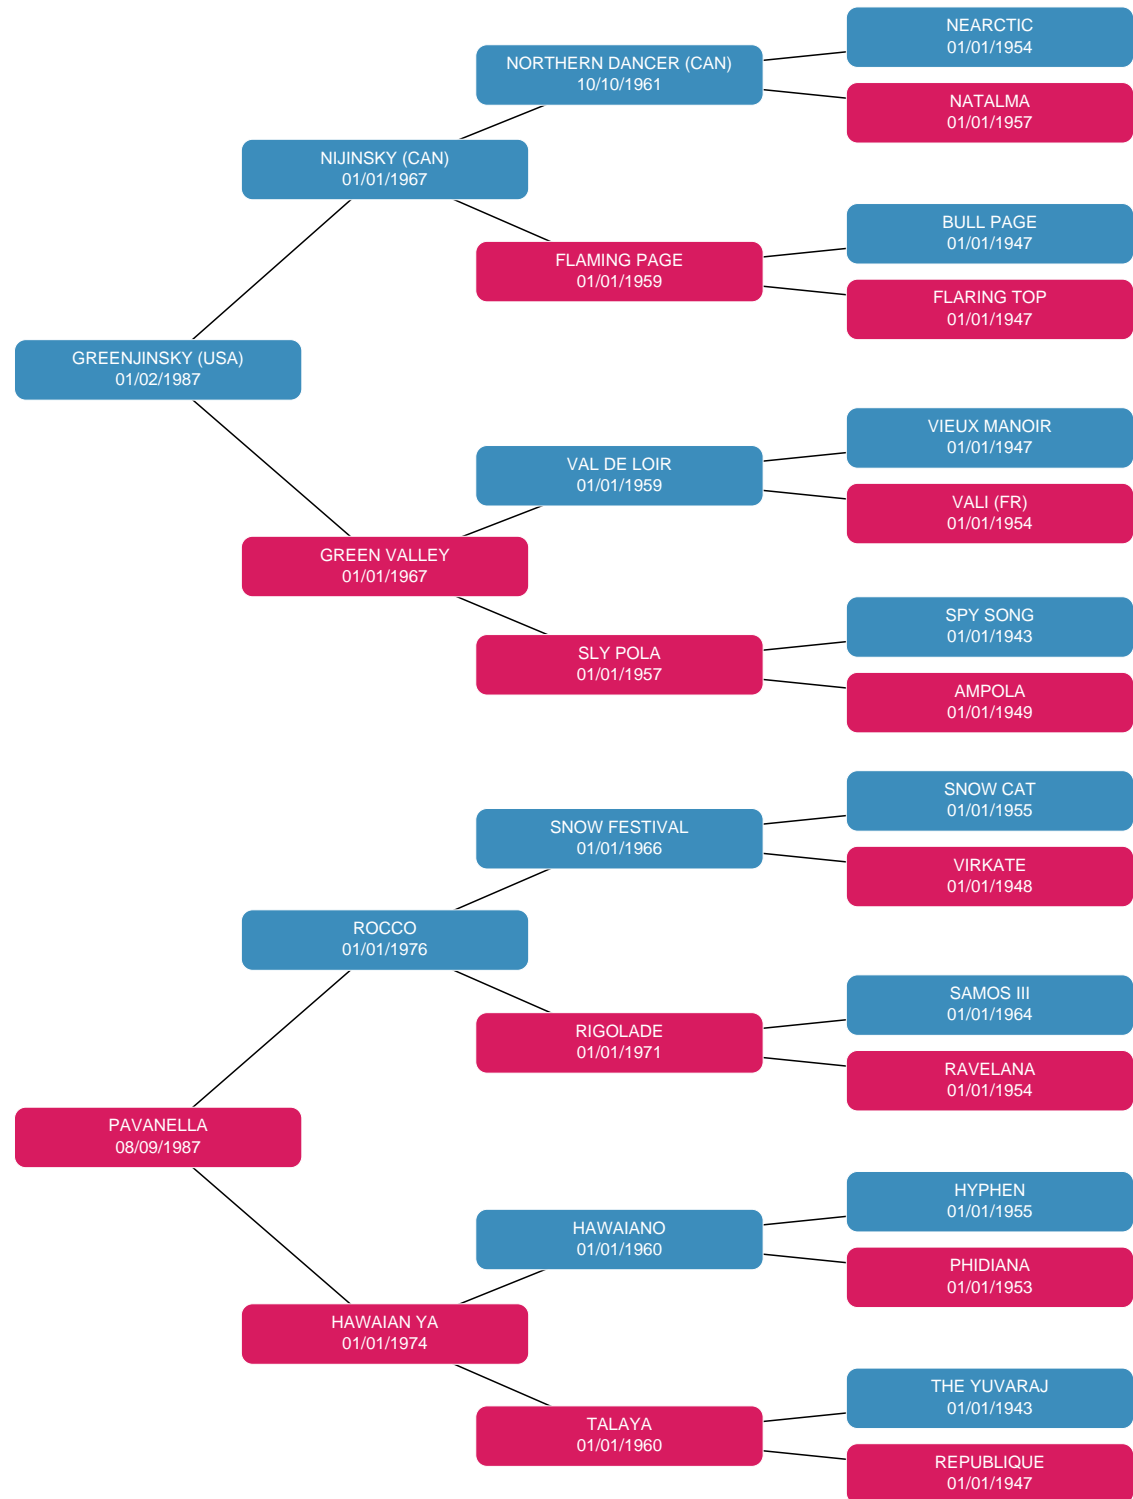 NEARCTIC
01/01/1954
NORTHERN DANCER (CAN)
10/10/1961
NATALMA
01/01/1957
NIJINSKY (CAN)
01/01/1967
BULL PAGE
01/01/1947
FLAMING PAGE
01/01/1959
FLARING TOP
01/01/1947
GREENJINSKY (USA)
01/02/1987
VIEUX MANOIR
01/01/1947
VAL DE LOIR
01/01/1959
VALI (FR)
01/01/1954
GREEN VALLEY
01/01/1967
SPY SONG
01/01/1943
SLY POLA
01/01/1957
AMPOLA
01/01/1949
SNOW CAT
01/01/1955
SNOW FESTIVAL
01/01/1966
VIRKATE
01/01/1948
ROCCO
01/01/1976
SAMOS III
01/01/1964
RIGOLADE
01/01/1971
RAVELANA
01/01/1954
PAVANELLA
08/09/1987
HYPHEN
01/01/1955
HAWAIANO
01/01/1960
PHIDIANA
01/01/1953
HAWAIAN YA
01/01/1974
THE YUVARAJ
01/01/1943
TALAYA
01/01/1960
REPUBLIQUE
01/01/1947